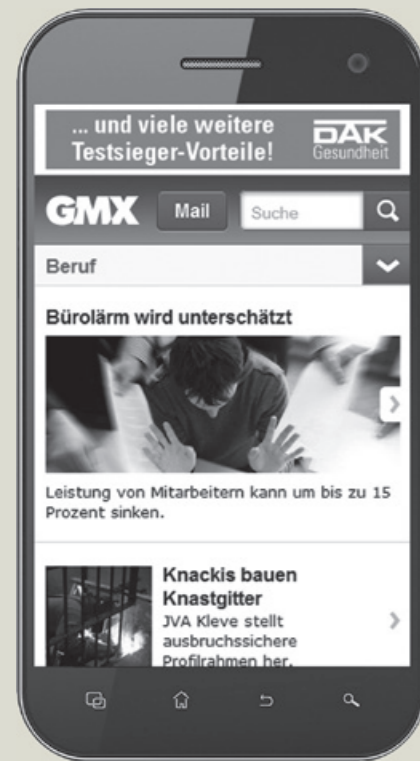 ... und viele weitere
Testsieger-Vorteile!
DAK
Gesundheit
GMX
Mail
Suche
Beruf
Bürolärm wird unterschätzt
Leistung von Mitarbeitern kann um bis zu 15
Prozent sinken.
Knackis bauen
Knastgitter
JVA Kleve stellt
ausbruchssichere
Profilrahmen her.